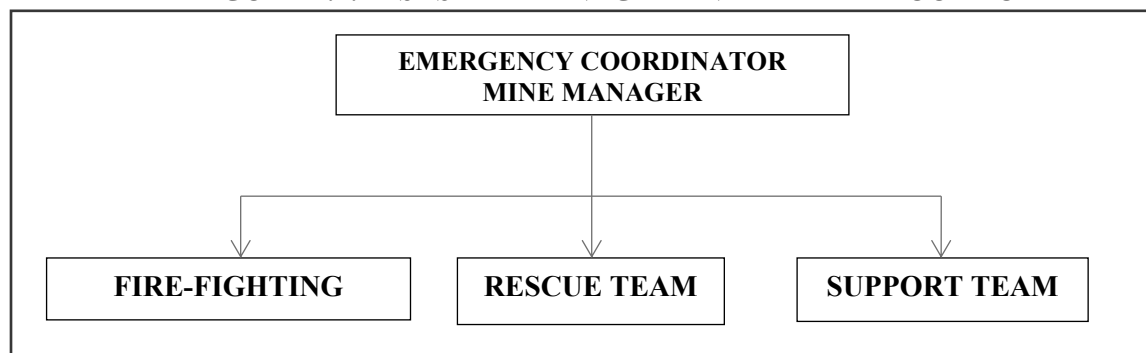 EMERGENCY COORDINATOR
MINE MANAGER
FIRE-FIGHTING
RESCUE TEAM
SUPPORT TEAM